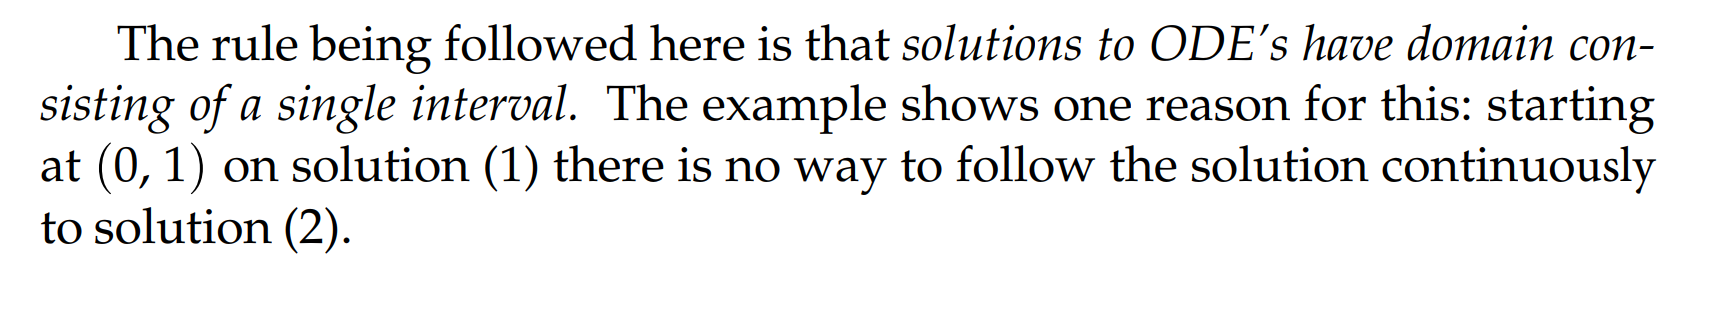 The rule being followed here is that solutions to ODE's have domain con-
sisting of a single interval. The example shows one reason for this: starting
at (0, 1) on solution (1) there is no way to follow the solution continuously
to solution (2).